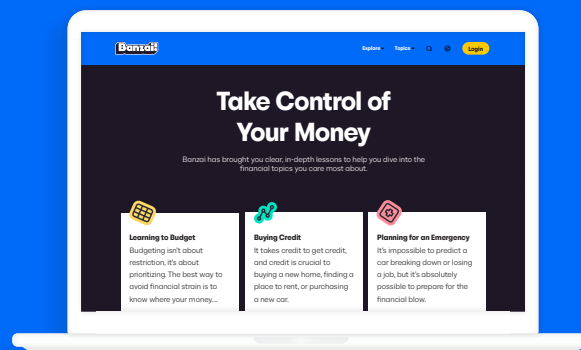 Banzai!
Explore
Topics
Login
Take Control of
Your Money
Banzai has brought you clear, in-depth lessons to help you dive into the
financial topics you care most about.
Learning to Budget
Budgeting isn't about
restriction, it's about
prioritizing. The best way to
avoid financial strain is to
know where your money...
Buying Credit
It takes credit to get credit,
and credit is crucial to
buying a new home, finding a
place to rent, or purchasing
a new car.
Planning for an Emergency
It's impossible to predict a
car breaking down or losing
a job, but it's absolutely
possible to prepare for the
financial blow.